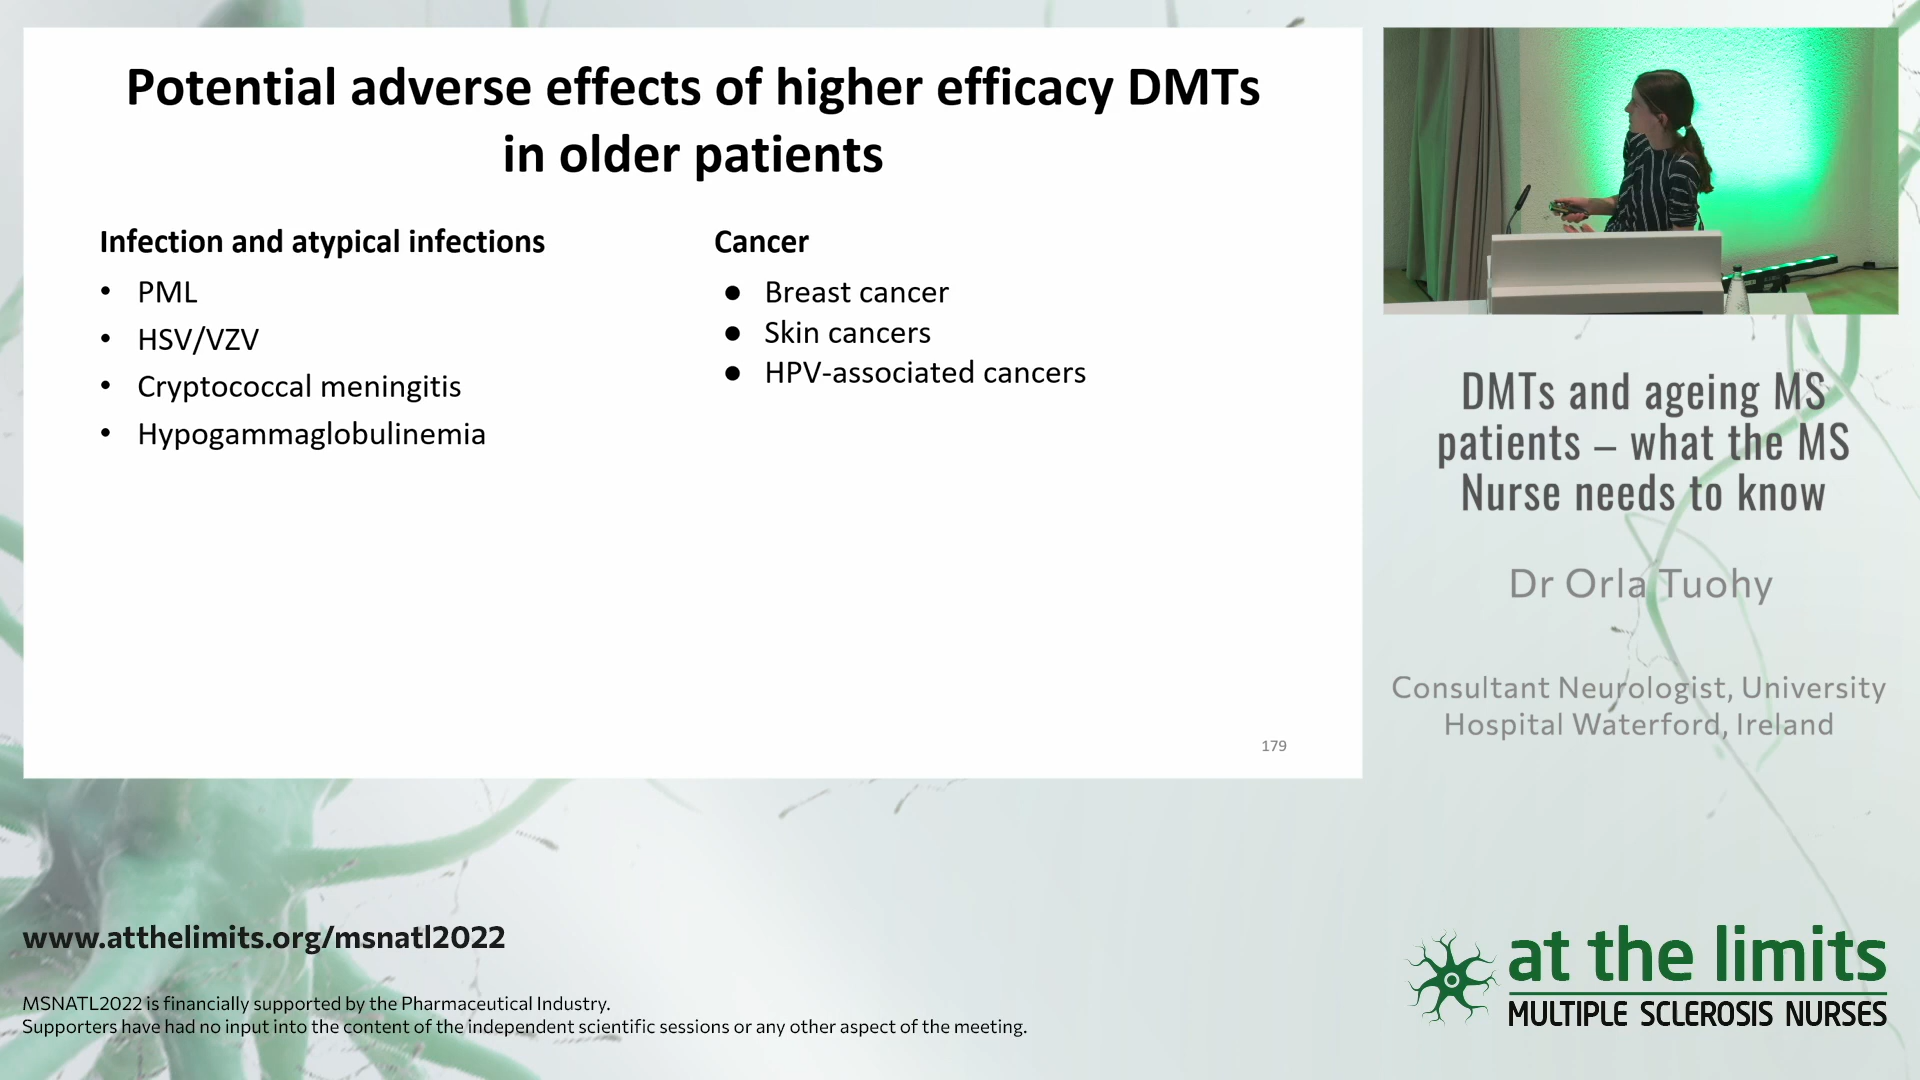 Potential adverse effects of higher efficacy DMTs
in older patients
Infection and atypical infections
• PML
• HSV/VZV
• Cryptococcal meningitis
• Hypogammaglobulinemia
Cancer
● Breast cancer
● Skin cancers
● HPV-associated cancers
179
DMTs and ageing MS
patients – what the MS
Nurse needs to know
Dr Orla Tuohy
Consultant Neurologist, University
Hospital Waterford, Ireland
www.atthelimits.org/msnatl2022
MSNATL2022 is financially supported by the Pharmaceutical Industry.
Supporters have had no input into the content of the independent scientific sessions or any other aspect of the meeting.
at the limits
MULTIPLE SCLEROSIS NURSES